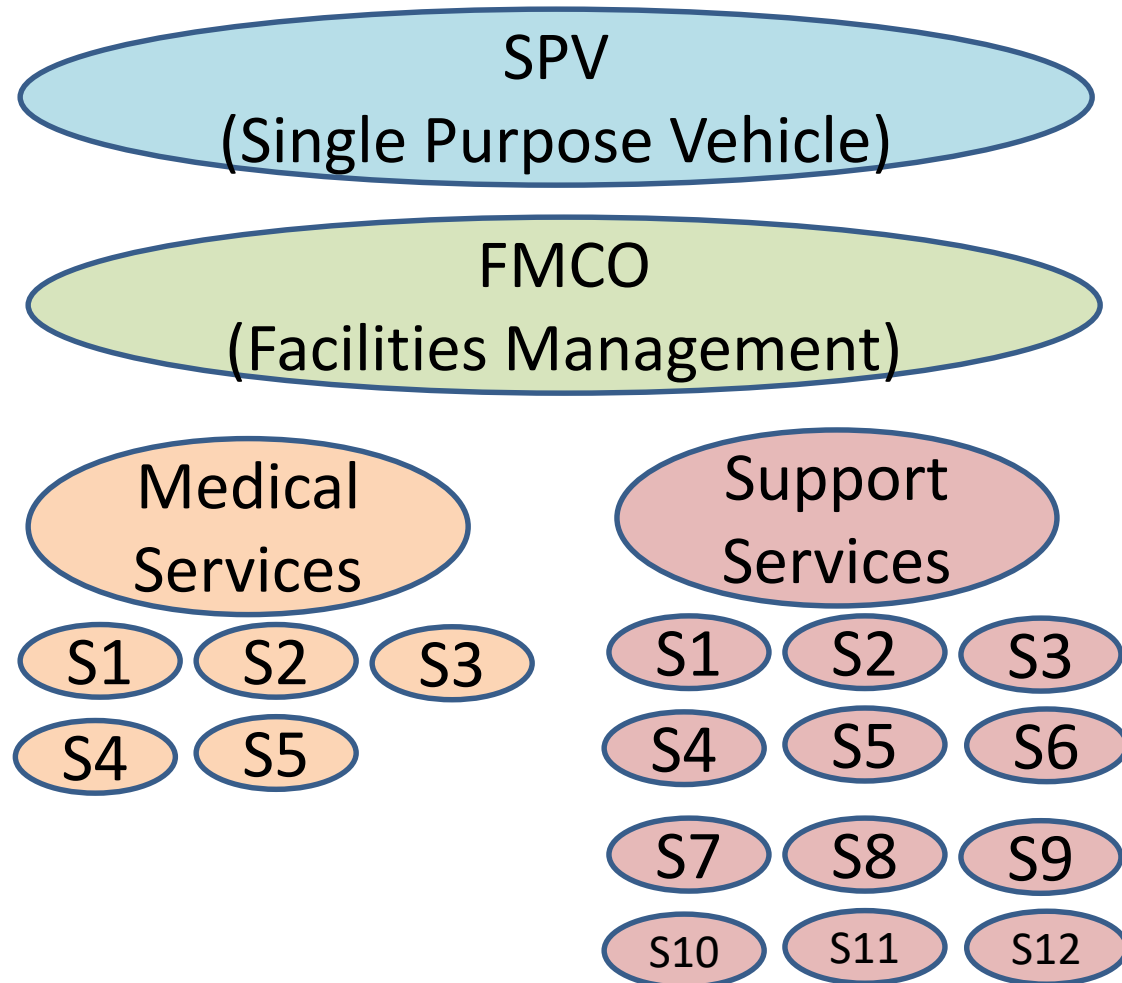 SPV
(Single Purpose Vehicle)
FMCO
(Facilities Management)
Medical
Services
S1 S2 S3
S4 S5
Support
Services
S1 S2 S3
S4 S5 S6
S7 S8 S9
S10 S11 S12